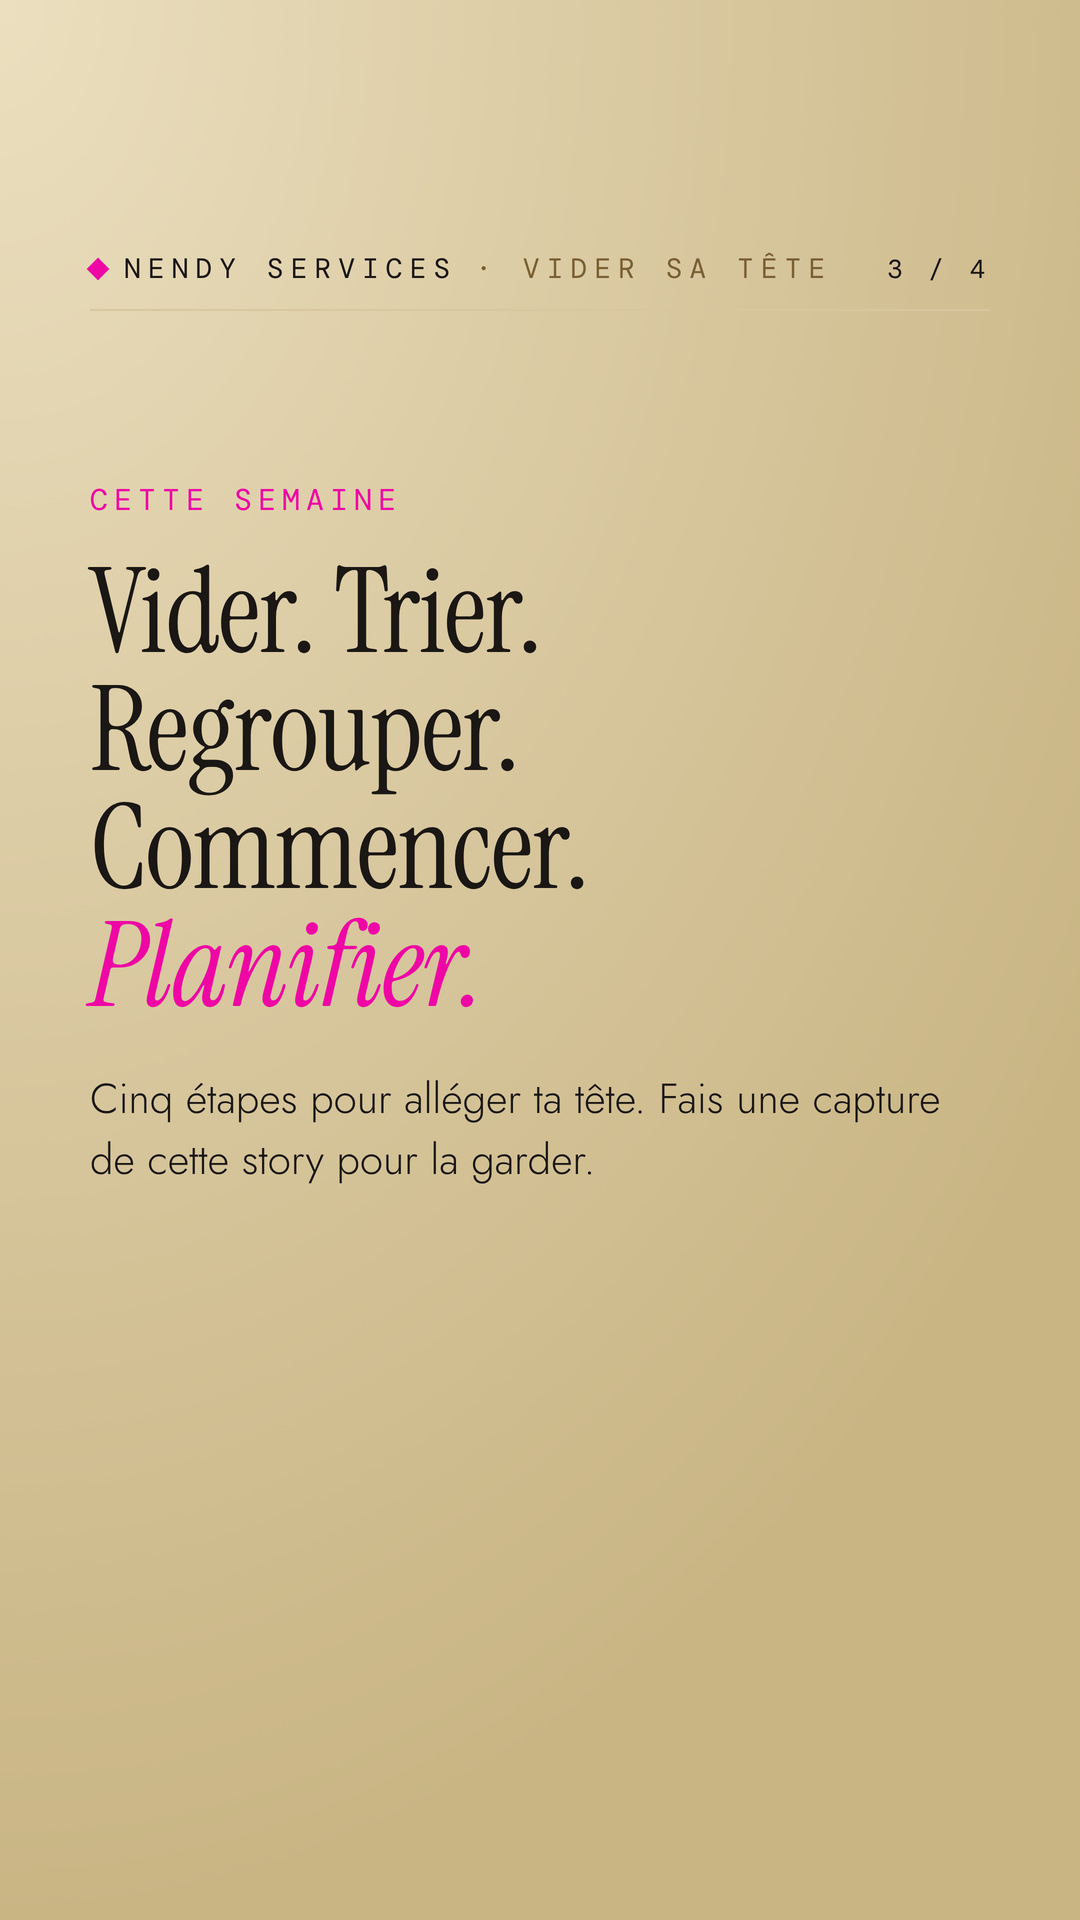 NENDY SERVICES · VIDER SA TÊTE 3 / 4
CETTE SEMAINE
Vider. Trier.
Regrouper.
Commencer.
Planifier.
Cinq étapes pour alléger ta tête. Fais une capture
de cette story pour la garder.